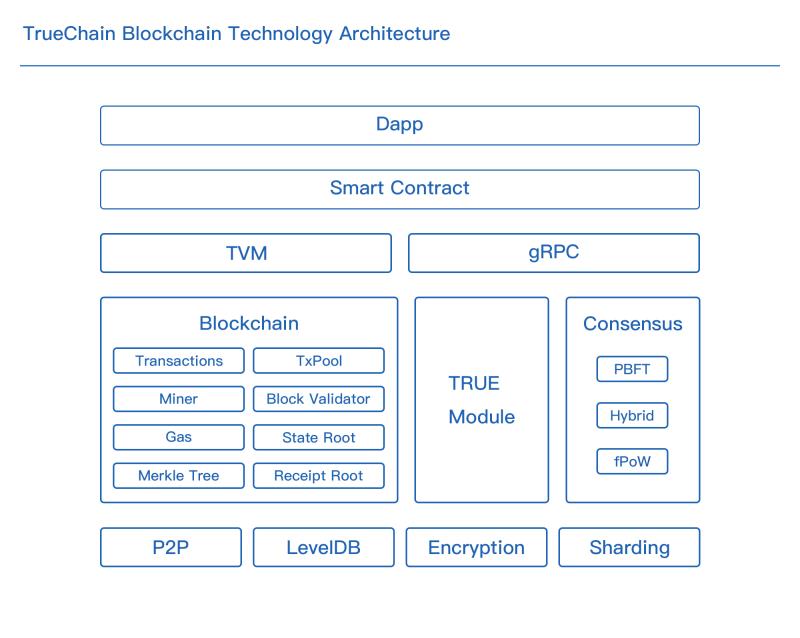 TrueChain Blockchain Technology Architecture
Dapp
Smart Contract
TVM
gRPC
Blockchain
Transactions
TxPool
Miner
Block Validator
Gas
State Root
Merkle Tree
Receipt Root
TRUE
Module
Consensus
PBFT
Hybrid
fPoW
P2P
LevelDB
Encryption
Sharding